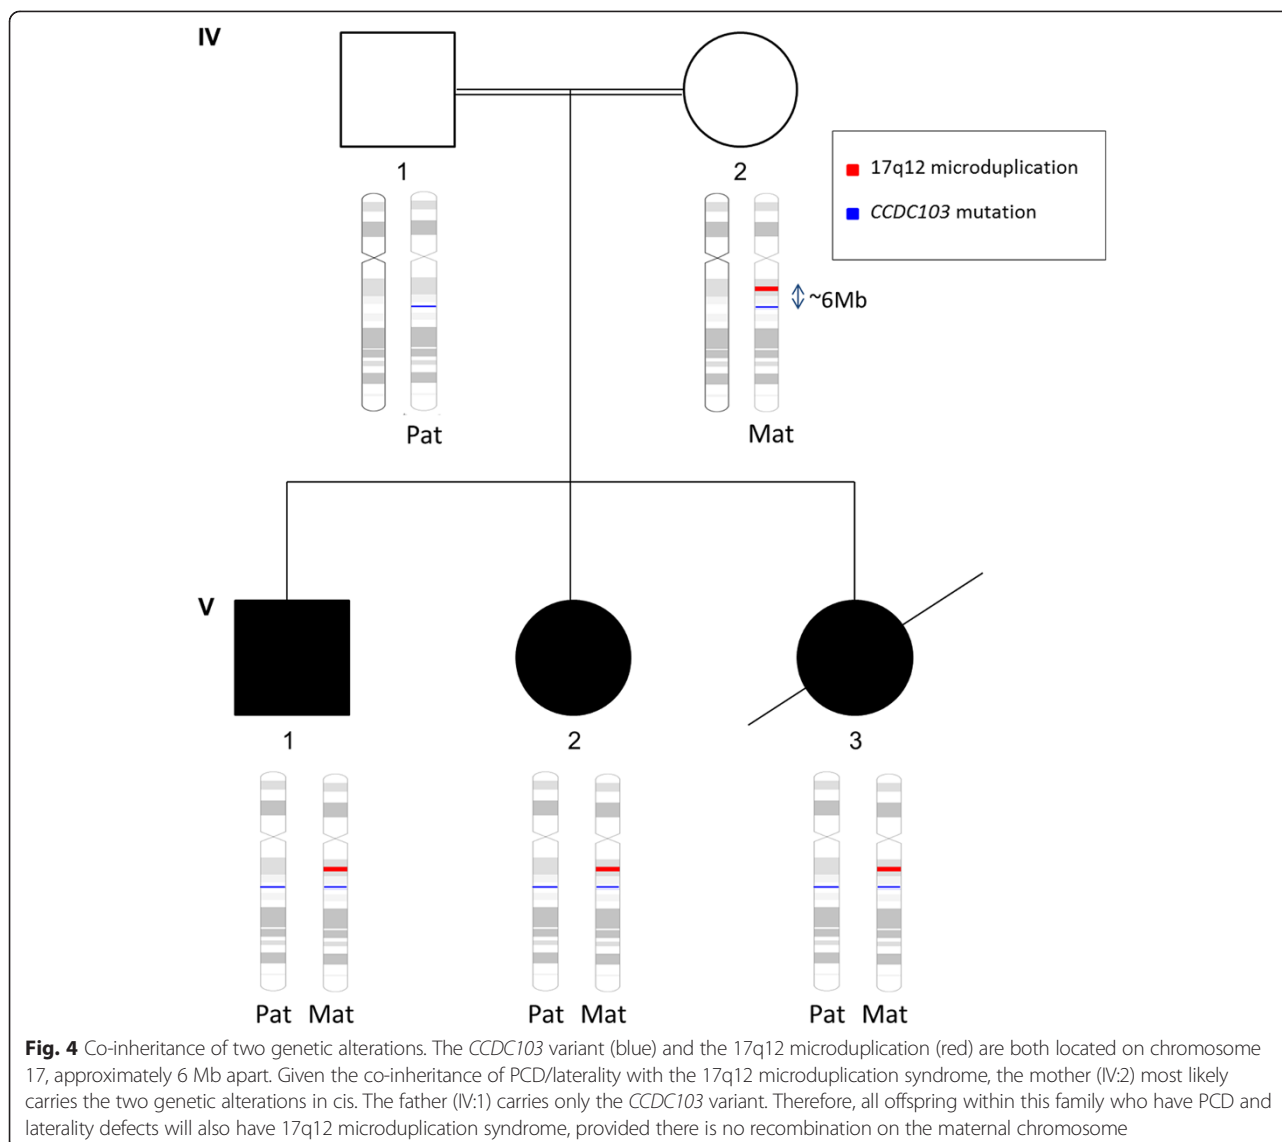 IV
1
2
17q12 microduplication
CCDC103 mutation
~6Mb
Pat
Mat
V
1
2
3
Pat Mat
Pat Mat
Pat Mat
Fig. 4 Co-inheritance of two genetic alterations. The CCDC103 variant (blue) and the 17q12 microduplication (red) are both located on chromosome
17, approximately 6 Mb apart. Given the co-inheritance of PCD/laterality with the 17q12 microduplication syndrome, the mother (IV:2) most likely
carries the two genetic alterations in cis. The father (IV:1) carries only the CCDC103 variant. Therefore, all offspring within this family who have PCD and
laterality defects will also have 17q12 microduplication syndrome, provided there is no recombination on the maternal chromosome